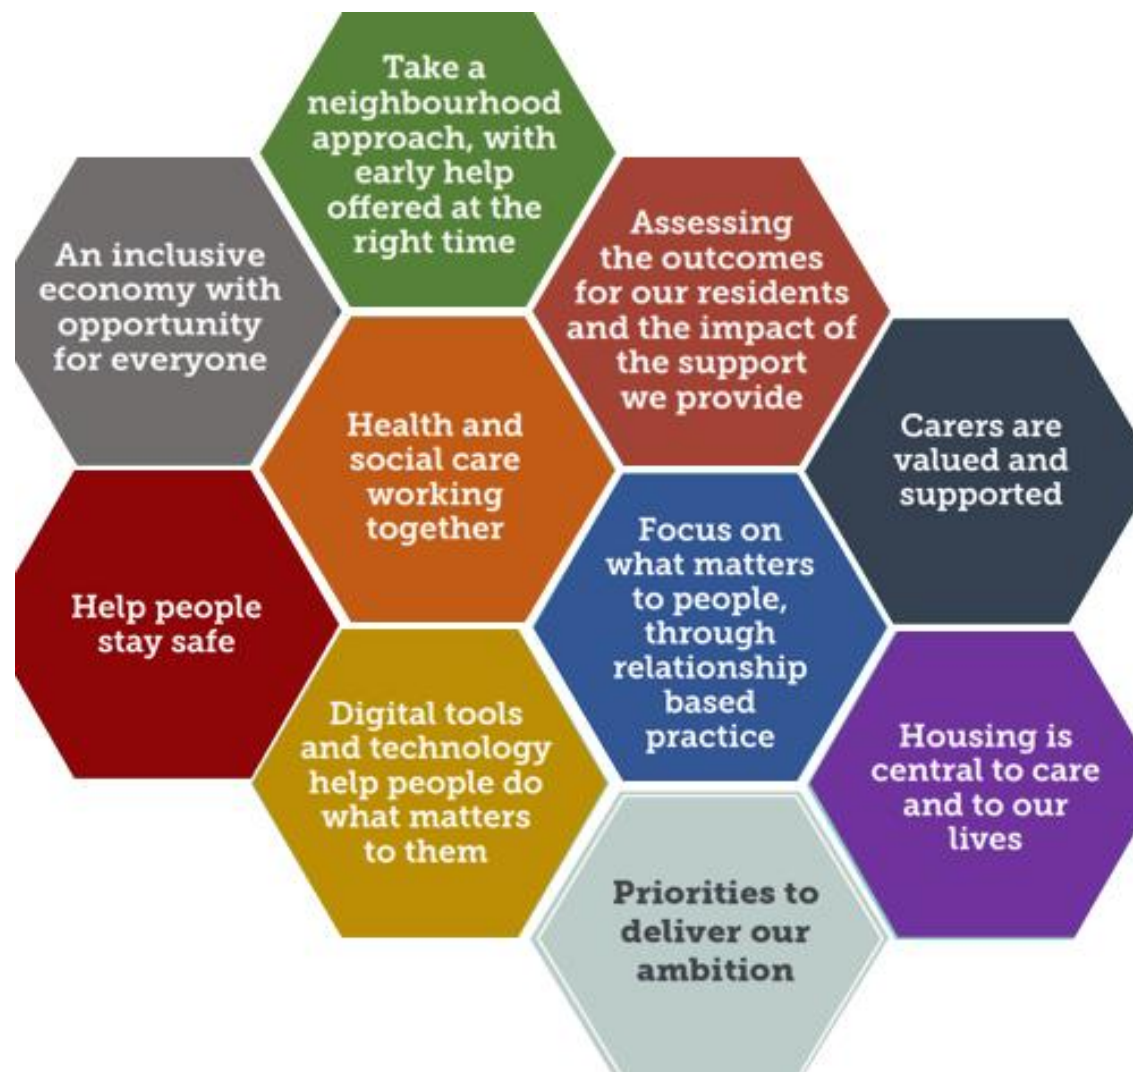 Take a
neighbourhood
approach, with
early help
offered at the
right time
An inclusive
economy with
opportunity
for everyone
Assessing
the outcomes
for our residents
and the impact of
the support
we provide
Health and
social care
working
together
Carers are
valued and
supported
Help people
stay safe
Focus on
what matters
to people,
through
relationship
based
practice
Digital tools
and technology
help people do
what matters
to them
Housing is
central to care
and to our
lives
Priorities to
deliver our
ambition